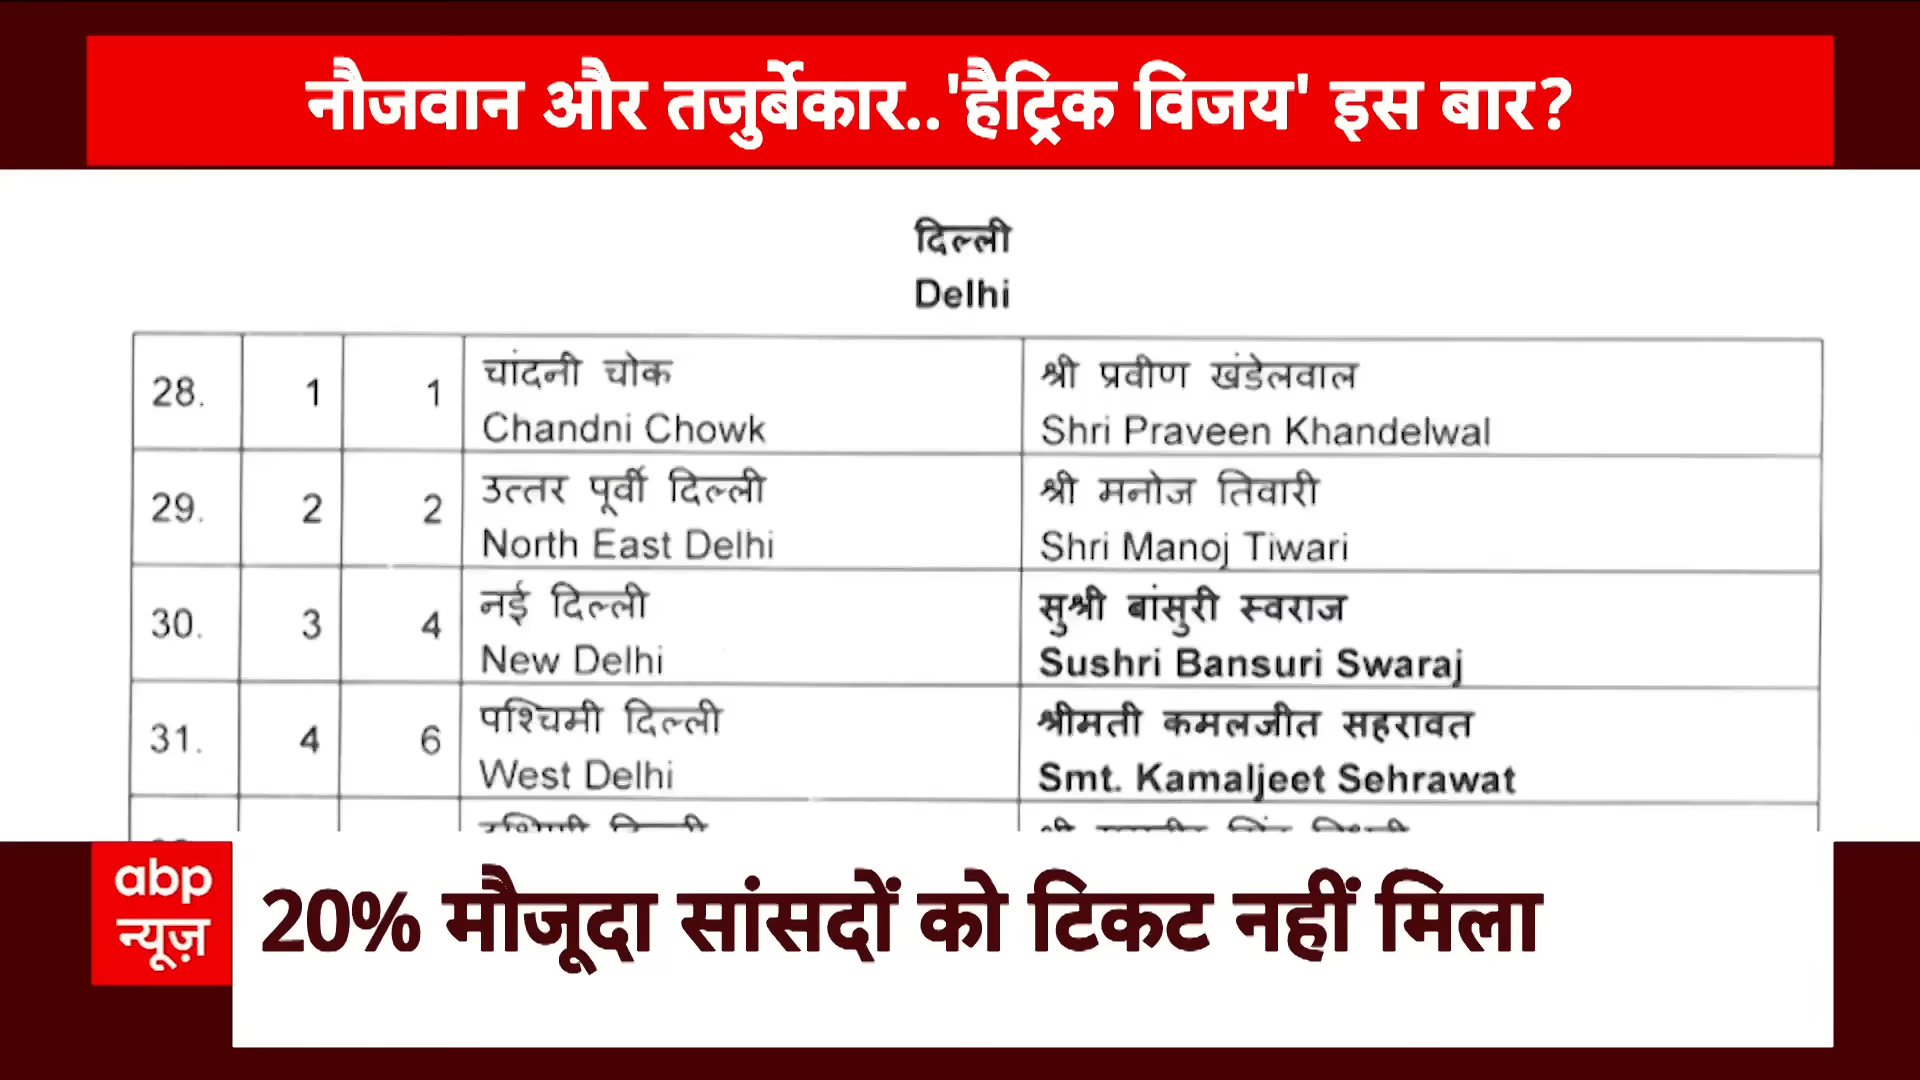 नौजवान और तजुर्बेकार..'हैट्रिक विजय' इस बार?
दिल्ली
Delhi
28. 1 1 चांदनी चोक श्री प्रवीण खंडेलवाल
Chandni Chowk Shri Praveen Khandelwal
29. 2 2 उत्तर पूर्वी दिल्ली श्री मनोज तिवारी
North East Delhi Shri Manoj Tiwari
30. 3 4 नई दिल्ली सुश्री बांसुरी स्वराज
New Delhi Sushri Bansuri Swaraj
31. 4 6 पश्चिमी दिल्ली श्रीमती कमलजीत सहरावत
West Delhi Smt. Kamaljeet Sehrawat
abp
न्यूज़
20% मौजूदा सांसदों को टिकट नहीं मिला